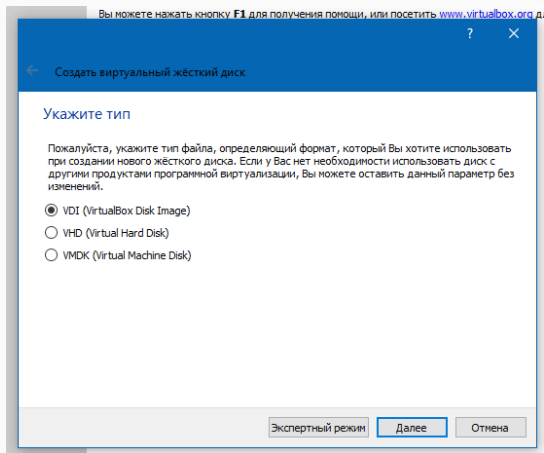 Вы можете нажать кнопку F1 для получения помощи, или посетить www.virtualbox.org д
?
Создать виртуальный жёсткий диск
Укажите тип
Пожалуйста, укажите тип файла, определяющий формат, который Вы хотите использовать
при создании нового жёсткого диска. Если у Вас нет необходимости использовать диск с
другими продуктами программной виртуализации, Вы можете оставить данный параметр без
изменений.
VDI (VirtualBox Disk Image)
VHD (Virtual Hard Disk)
VMDK (Virtual Machine Disk)
Экспертный режим Далее Отмена